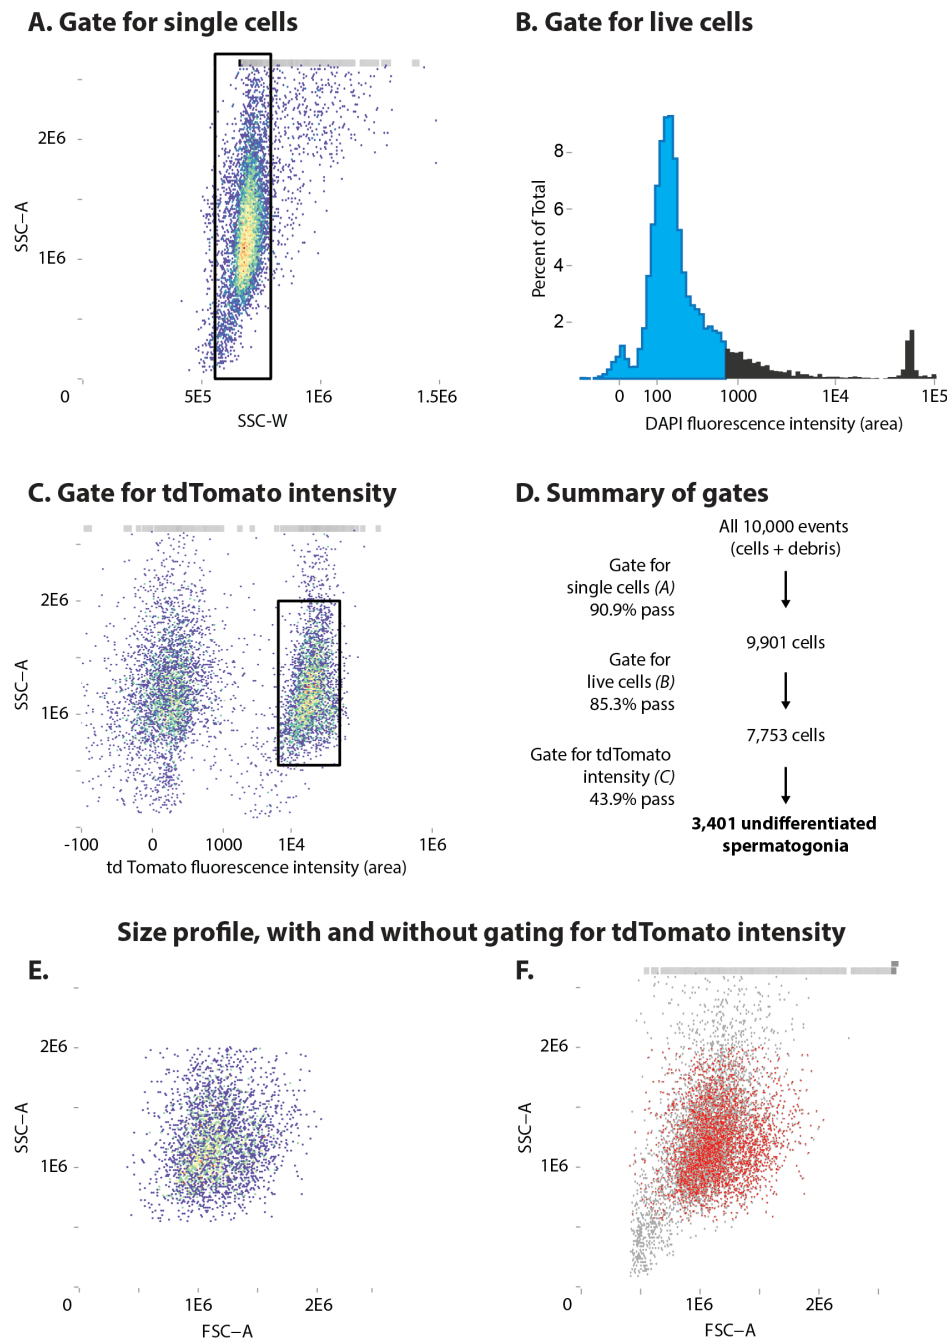 A. Gate for single cells
2E6
1E6
SSC−A
0
5E5
1E6
1.5E6
SSC-W
B. Gate for live cells
8
6
4
2
Percent of Total
0
100
1000
1E4
1E5
DAPI fluorescence intensity (area)
C. Gate for tdTomato intensity
2E6
1E6
SSC−A
-100
0
1000
1E4
1E6
td Tomato fluorescence intensity (area)
D. Summary of gates
All 10,000 events
(cells + debris)
Gate for
single cells (A)
90.9% pass
9,901 cells
Gate for
live cells (B)
85.3% pass
7,753 cells
Gate for tdTomato
intensity (C)
43.9% pass
3,401 undifferentiated
spermatogonia
Size profile, with and without gating for tdTomato intensity
E.
2E6
1E6
SSC−A
0
1E6
2E6
FSC−A
F.
2E6
1E6
SSC−A
0
1E6
2E6
FSC−A